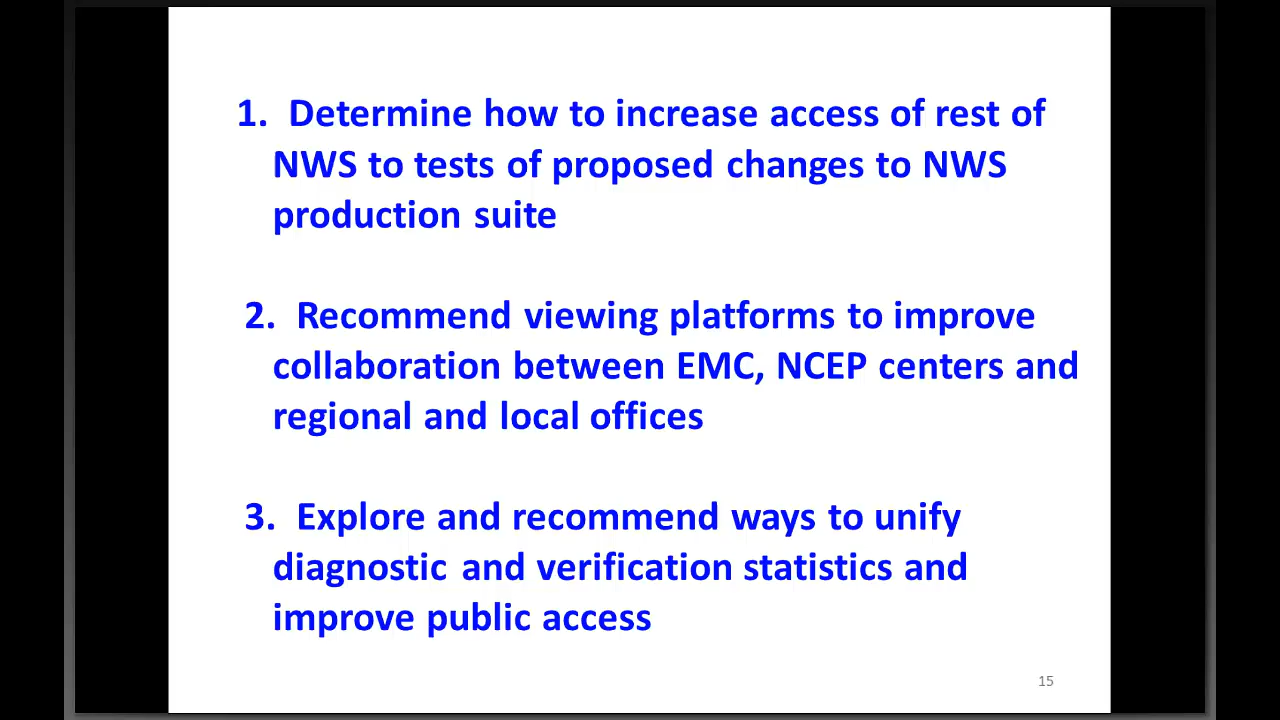 1. Determine how to increase access of rest of
NWS to tests of proposed changes to NWS
production suite
2. Recommend viewing platforms to improve
collaboration between EMC, NCEP centers and
regional and local offices
3. Explore and recommend ways to unify
diagnostic and verification statistics and
improve public access
15